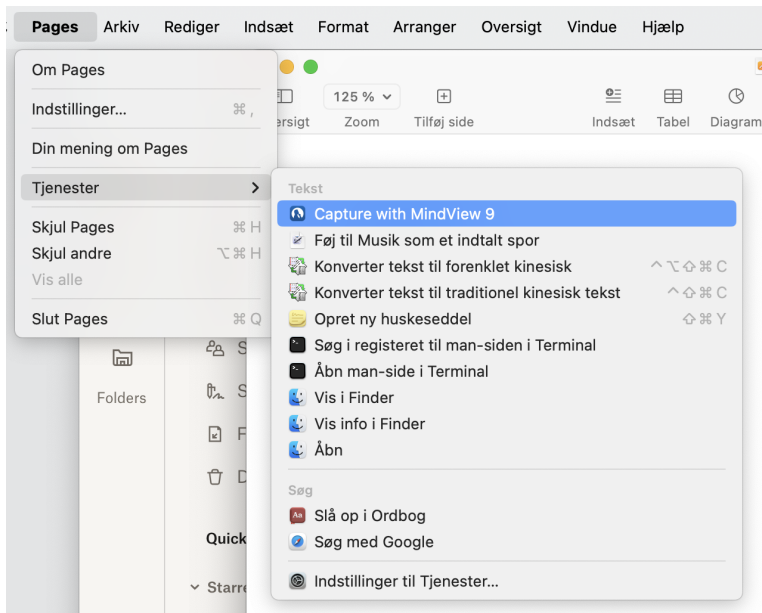 Pages Arkiv Rediger Indsæt Format Arranger Oversigt Vindue Hjælp
Om Pages
Indstillinger... ⌘ ,
Din mening om Pages
Tjenester
Skjul Pages ⌘ H
Skjul andre ⌥ ⌘ H
Vis alle
Slut Pages ⌘ Q
125 %
Zoom Tilføj side Indsæt Tabel Diagram
Tekst
Capture with MindView 9
Føj til Musik som et indtalt spor
Konverter tekst til forenklet kinesisk ^ ⌥ ⇧ ⌘ C
Konverter tekst til traditionel kinesisk tekst ^ ⇧ ⌘ C
Opret ny huskeseddel ⇧ ⌘ Y
Søg i registeret til man-siden i Terminal
Åbn man-side i Terminal
Vis i Finder
Vis info i Finder
Åbn
Søg
Slå op i Ordbog
Søg med Google
Indstillinger til Tjenester...
Folders
Quick